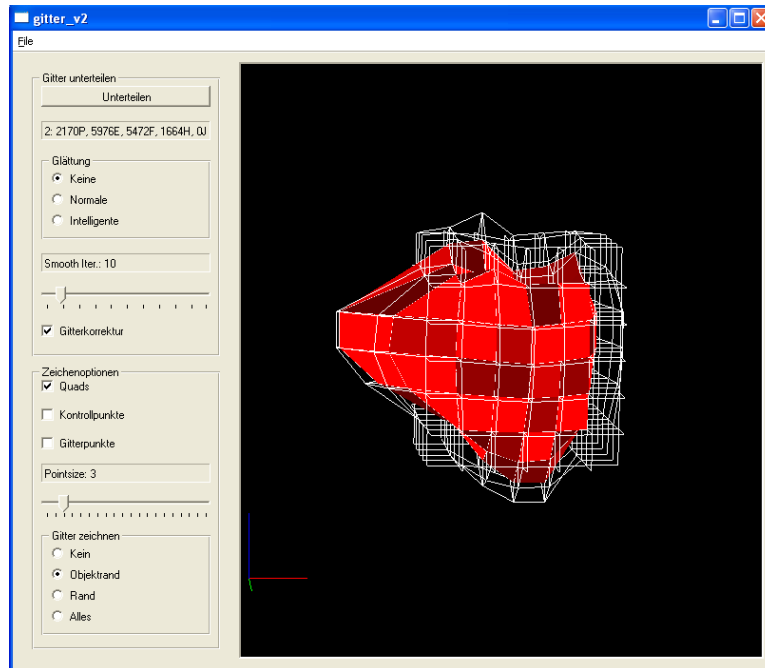 gitter_v2
File
Gitter unterteilen
Unterteilen
2: 2170P, 5976E, 5472F, 1664H, 0J
Glättung
Keine
Normale
Intelligente
Smooth Iter.: 10
Gitterkorrektur
Zeichenoptionen
Quads
Kontrollpunkte
Gitterpunkte
Pointsize: 3
Gitter zeichnen
Kein
Objektrand
Rand
Alles